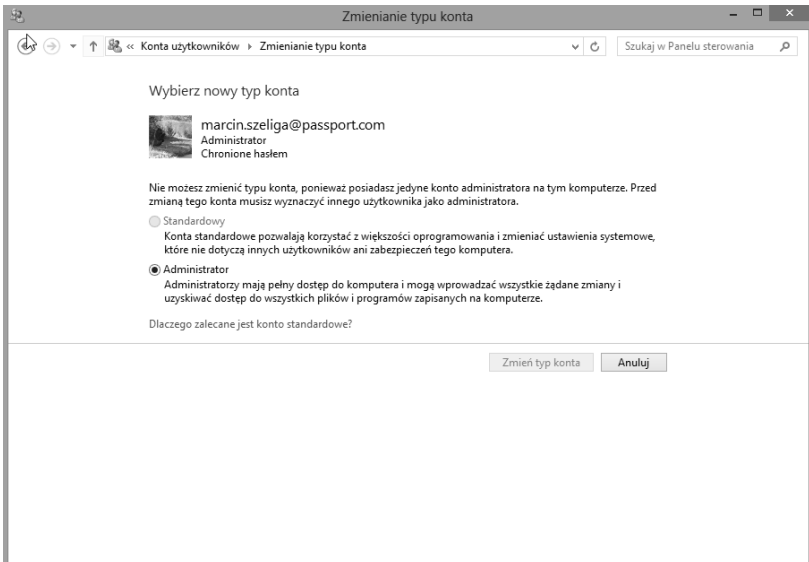 Zmienianie typu konta
« Konta użytkowników Zmienianie typu konta Szukaj w Panelu sterowania
Wybierz nowy typ konta
marcin.szeliga@passport.com
Administrator
Chronione hasłem
Nie możesz zmienić typu konta, ponieważ posiadasz jedyne konto administratora na tym komputerze. Przed
zmianą tego konta musisz wyznaczyć innego użytkownika jako administratora.
Standardowy
Konta standardowe pozwalają korzystać z większości oprogramowania i zmieniać ustawienia systemowe,
które nie dotyczą innych użytkowników ani zabezpieczeń tego komputera.
Administrator
Administratorzy mają pełny dostęp do komputera i mogą wprowadzać wszystkie żądane zmiany i
uzyskiwać dostęp do wszystkich plików i programów zapisanych na komputerze.
Dlaczego zalecane jest konto standardowe?
Zmień typ konta Anuluj